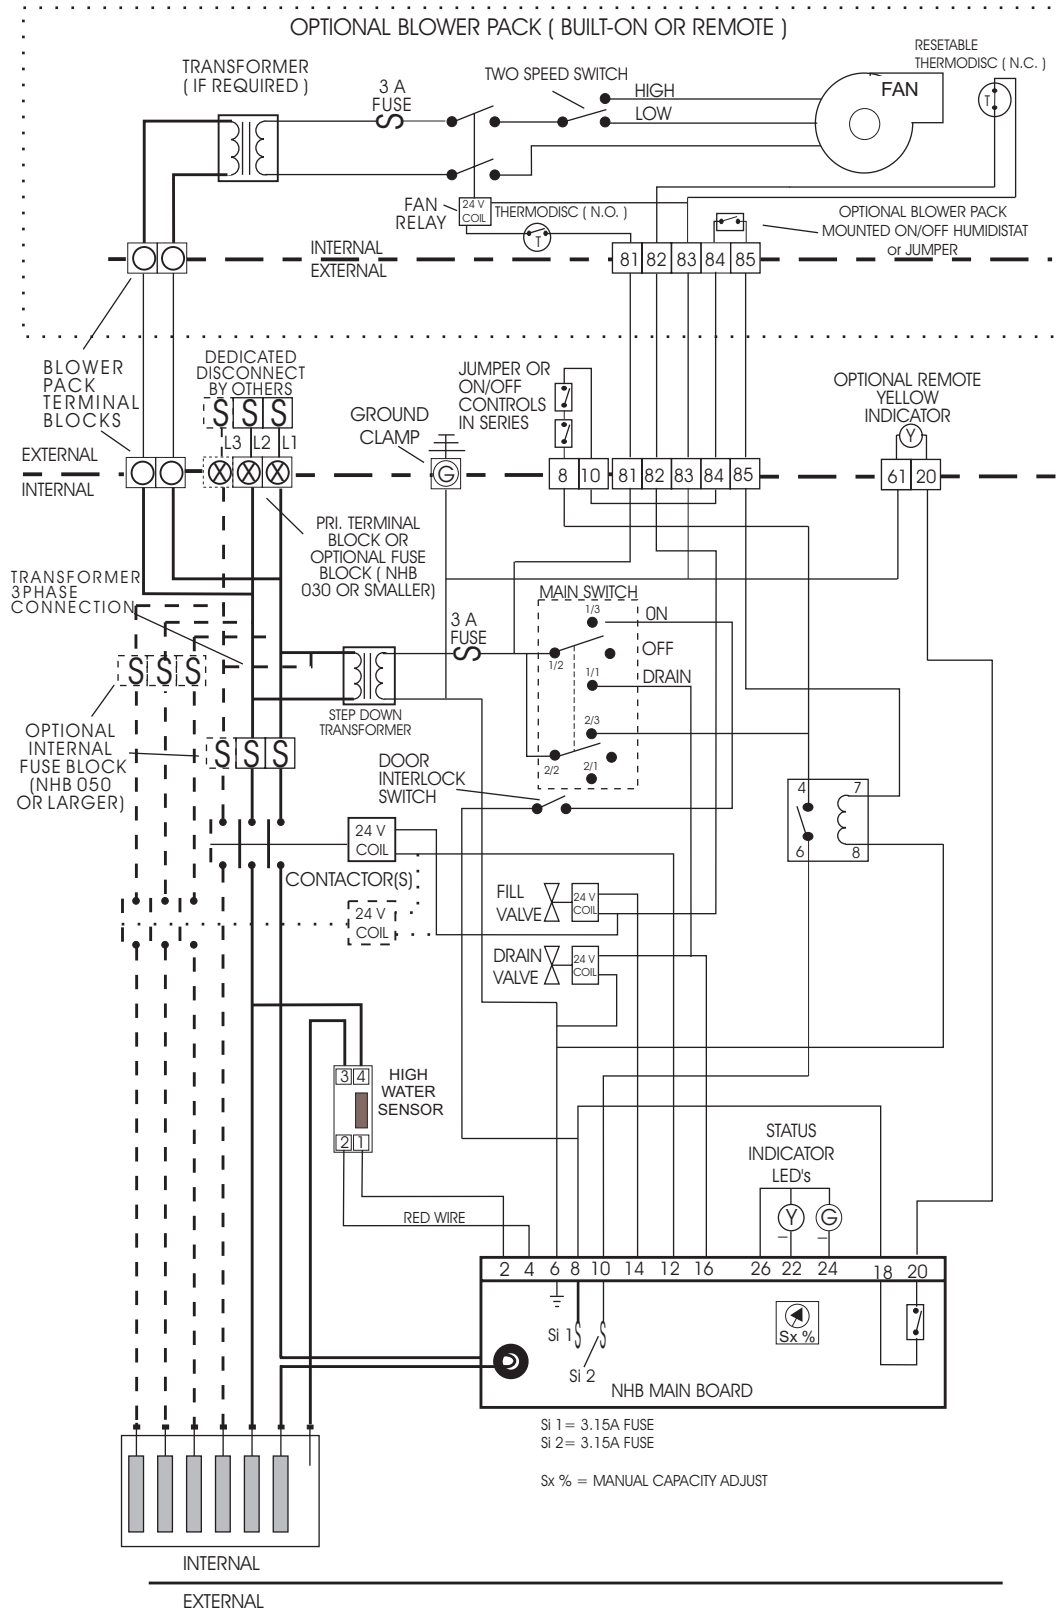 OPTIONAL BLOWER PACK ( BUILT-ON OR REMOTE )
RESETABLE
THERMODISC ( N.C. )
TRANSFORMER
( IF REQUIRED )
3 A
FUSE
TWO SPEED SWITCH
HIGH
LOW
FAN
T
FAN
RELAY
24 V
COIL
THERMODISC ( N.O. )
T
OPTIONAL BLOWER PACK
MOUNTED ON/OFF HUMIDISTAT
or JUMPER
INTERNAL
EXTERNAL
81 82 83 84 85
BLOWER
PACK
TERMINAL
BLOCKS
DEDICATED
DISCONNECT
BY OTHERS
S S S
L3 L2 L1
GROUND
CLAMP
JUMPER OR
ON/OFF
CONTROLS
IN SERIES
OPTIONAL REMOTE
YELLOW
INDICATOR
Y
EXTERNAL
INTERNAL
G
8 10 81 82 83 84 85
61 20
PRI. TERMINAL
BLOCK OR
OPTIONAL FUSE
BLOCK ( NHB
030 OR SMALLER)
TRANSFORMER
3PHASE
CONNECTION
MAIN SWITCH
1/3
ON
3 A
FUSE
OFF
1/2
1/1
DRAIN
S S S
STEP DOWN
TRANSFORMER
2/3
2/2
2/1
OPTIONAL
INTERNAL
FUSE BLOCK
(NHB 050
OR LARGER)
S S S
DOOR
INTERLOCK
SWITCH
4 7
6 8
24 V
COIL
CONTACTOR(S)
24 V
COIL
FILL
VALVE
24 V
COIL
DRAIN
VALVE
24 V
COIL
3 4
HIGH
WATER
SENSOR
2 1
STATUS
INDICATOR
LED's
RED WIRE
Y G
– –
2 4 6 8 10 14 12 16 26 22 24 18 20
Si 1
Si 2
Sx %
NHB MAIN BOARD
Si 1= 3.15A FUSE
Si 2= 3.15A FUSE
Sx % = MANUAL CAPACITY ADJUST
INTERNAL
EXTERNAL